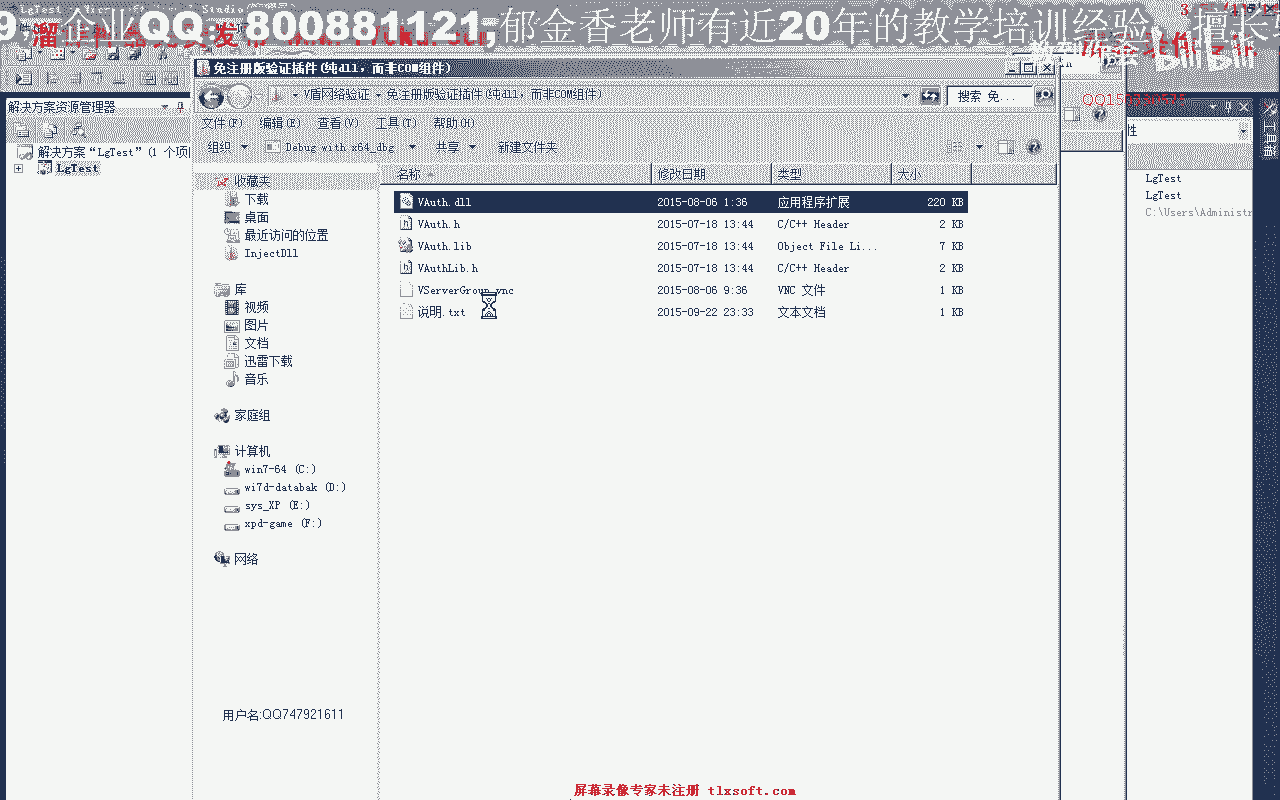 企业QQ:800881121,郁金香老师有近20年的教学培训经验
免注册版验证插件(纯dll, 而非COM组件)
V盾网络验证 免注册版验证插件(纯dll, 而非COM组件)
搜索 免...
QQ150330575
文件(F) 编辑(E) 查看(V) 工具(T) 帮助(H)
组织 Debug with x64_dbg 共享 新建文件夹
解决方案资源管理器
解决方案“LgTest”(1 个项
LgTest
名称 修改日期 类型 大小
VAuth.dll 2015-08-06 1:36 应用程序扩展 220 KB
VAuth.h 2015-07-18 13:44 C/C++ Header 2 KB
VAuth.lib 2015-07-18 13:44 Object File Li... 7 KB
VAuthLib.h 2015-07-18 13:44 C/C++ Header 2 KB
VServerGroup.vnc 2015-08-06 9:36 VNC 文件 1 KB
说明.txt 2015-09-22 23:33 文本文档 1 KB
收藏夹
下载
桌面
最近访问的位置
InjectDll
库
视频
图片
文档
迅雷下载
音乐
家庭组
计算机
win7-64 (C:)
wi7d-databak (D:)
sys_XP (E:)
xpd-game (F:)
网络
性
LgTest
LgTest
C:\Users\Administr
工具箱
用户名:QQ747921611
屏幕录像专家未注册 tlxsoft.com